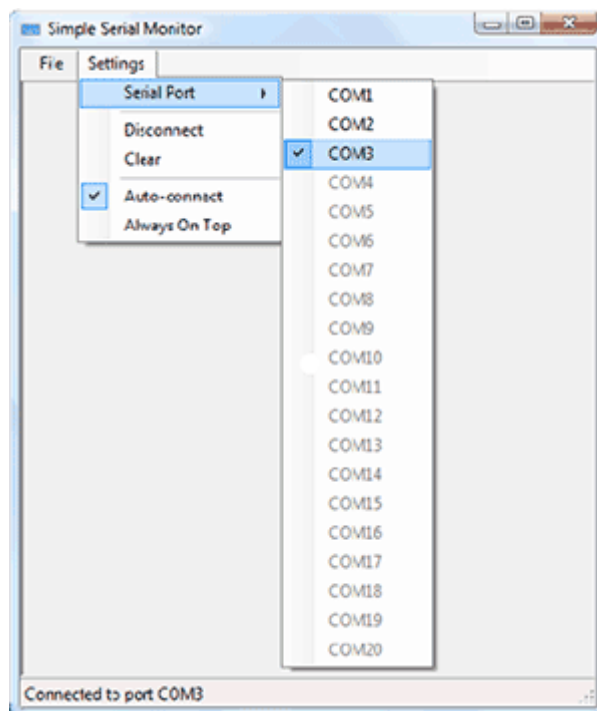 Simple Serial Monitor
File Settings
Serial Port
Disconnect
Clear
Auto-connect
Always On Top
COM1
COM2
COM3
COM4
COM5
COM6
COM7
COM8
COM9
COM10
COM11
COM12
COM13
COM14
COM15
COM16
COM17
COM18
COM19
COM20
Connected to port COM3